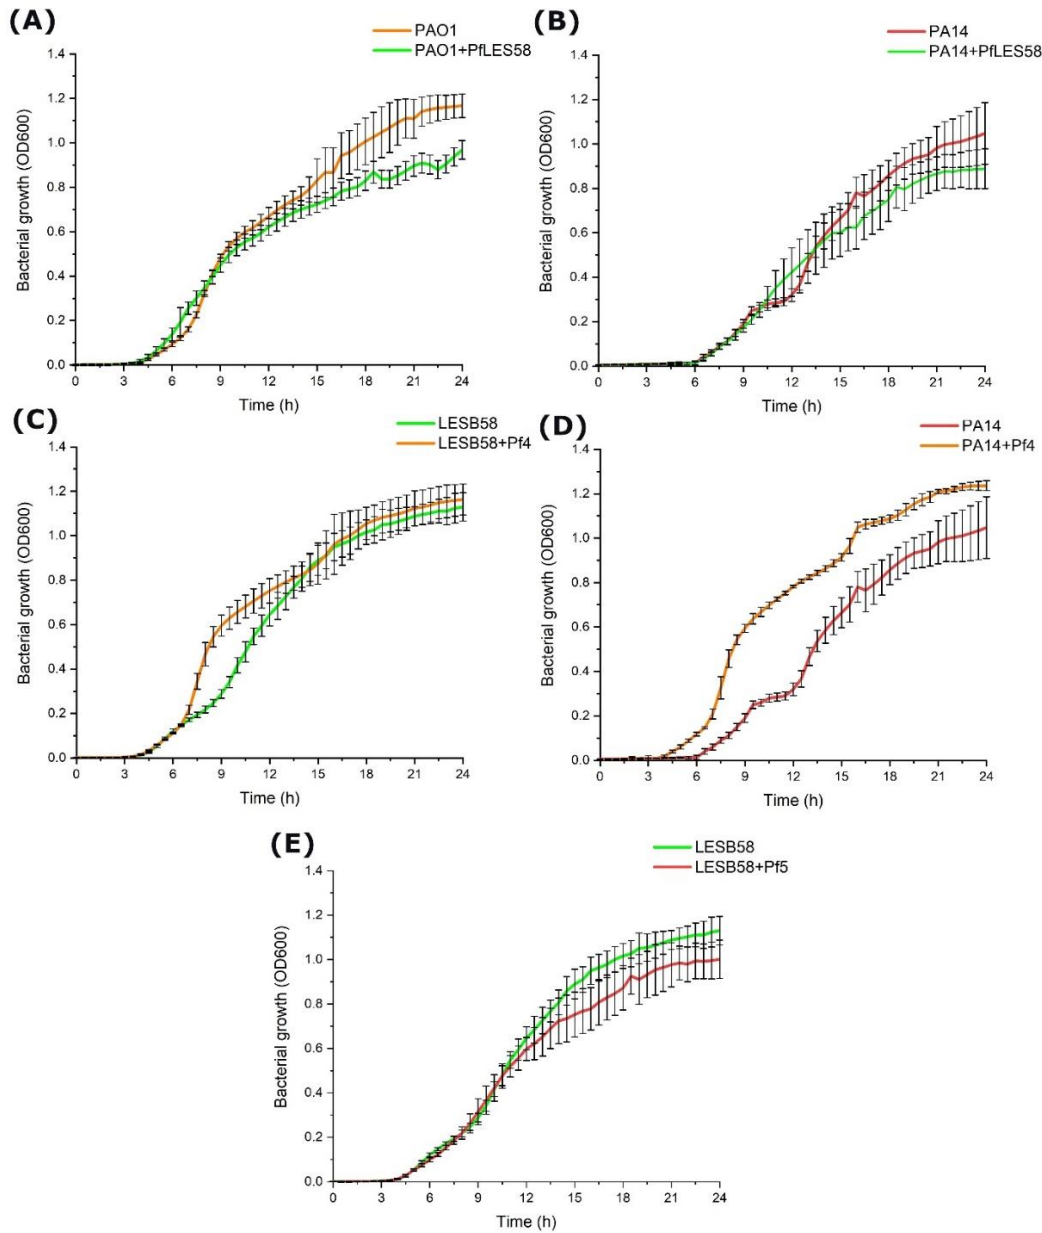 (A)
PAO1
PAO1+PfLES58
1.4
1.2
1.0
0.8
0.6
0.4
0.2
0.0
Bacterial growth (OD600)
0 3 6 9 12 15 18 21 24
Time (h)
(B)
PA14
PA14+PfLES58
1.4
1.2
1.0
0.8
0.6
0.4
0.2
0.0
Bacterial growth (OD600)
0 3 6 9 12 15 18 21 24
Time (h)
(C)
LESB58
LESB58+Pf4
1.4
1.2
1.0
0.8
0.6
0.4
0.2
0.0
Bacterial growth (OD600)
0 3 6 9 12 15 18 21 24
Time (h)
(D)
PA14
PA14+Pf4
1.4
1.2
1.0
0.8
0.6
0.4
0.2
0.0
Bacterial growth (OD600)
0 3 6 9 12 15 18 21 24
Time (h)
(E)
LESB58
LESB58+Pf5
1.4
1.2
1.0
0.8
0.6
0.4
0.2
0.0
Bacterial growth (OD600)
0 3 6 9 12 15 18 21 24
Time (h)